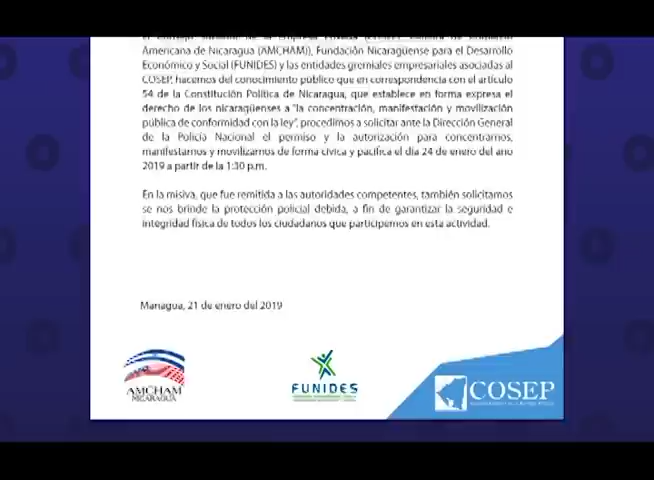 Americana de Nicaragua (AMCHAM), Fundación Nicaragüense para el Desarrollo
Económico y Social (FUNIDES) y las entidades gremiales empresariales asociadas al
COSEP, hacemos del conocimiento público que en correspondencia con el artículo
54 de la Constitución Política de Nicaragua, que establece en forma expresa el
derecho de los nicaragüenses a "la concentración, manifestación y movilización
pública de conformidad con la ley", procedimos a solicitar ante la Dirección General
de la Policía Nacional el permiso y la autorización para concentrarnos,
manifestarnos y movilizarnos de forma cívica y pacífica el día 24 de enero del año
2019 a partir de la 1:30 p.m.
En la misiva, que fue remitida a las autoridades competentes, también solicitamos
se nos brinde la protección policial debida, a fin de garantizar la seguridad e
integridad física de todos los ciudadanos que participemos en esta actividad.
Managua, 21 de enero del 2019
AMCHAM
NICARAGUA
FUNIDES
COSEP